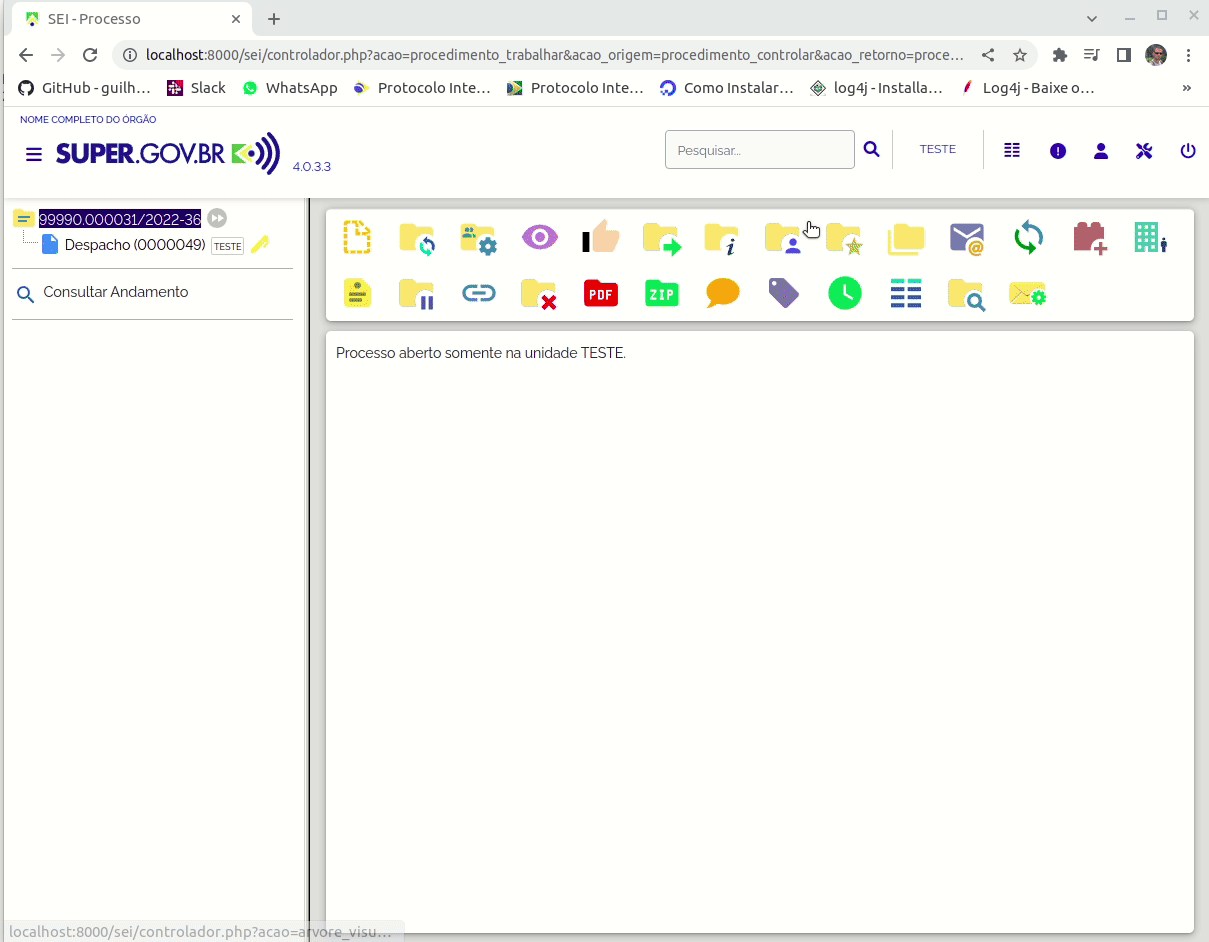 SEI - Processo
localhost:8000/sei/controlador.php?acao=procedimento_trabalhar&acao_origem=procedimento_controlar&acao_retorno=proce...
GitHub - guilh... Slack WhatsApp Protocolo Inte... Protocolo Inte... Como Instalar... log4j - Installa... Log4j - Baixe o... »
NOME COMPLETO DO ÓRGÃO
SUPER.GOV.BR 4.0.3.3
Pesquisar...
TESTE
99990.000031/2022-36
Despacho (0000049) TESTE
Consultar Andamento
PDF ZIP
Processo aberto somente na unidade TESTE.
localhost:8000/sei/controlador.php?acao=arvore_visu...